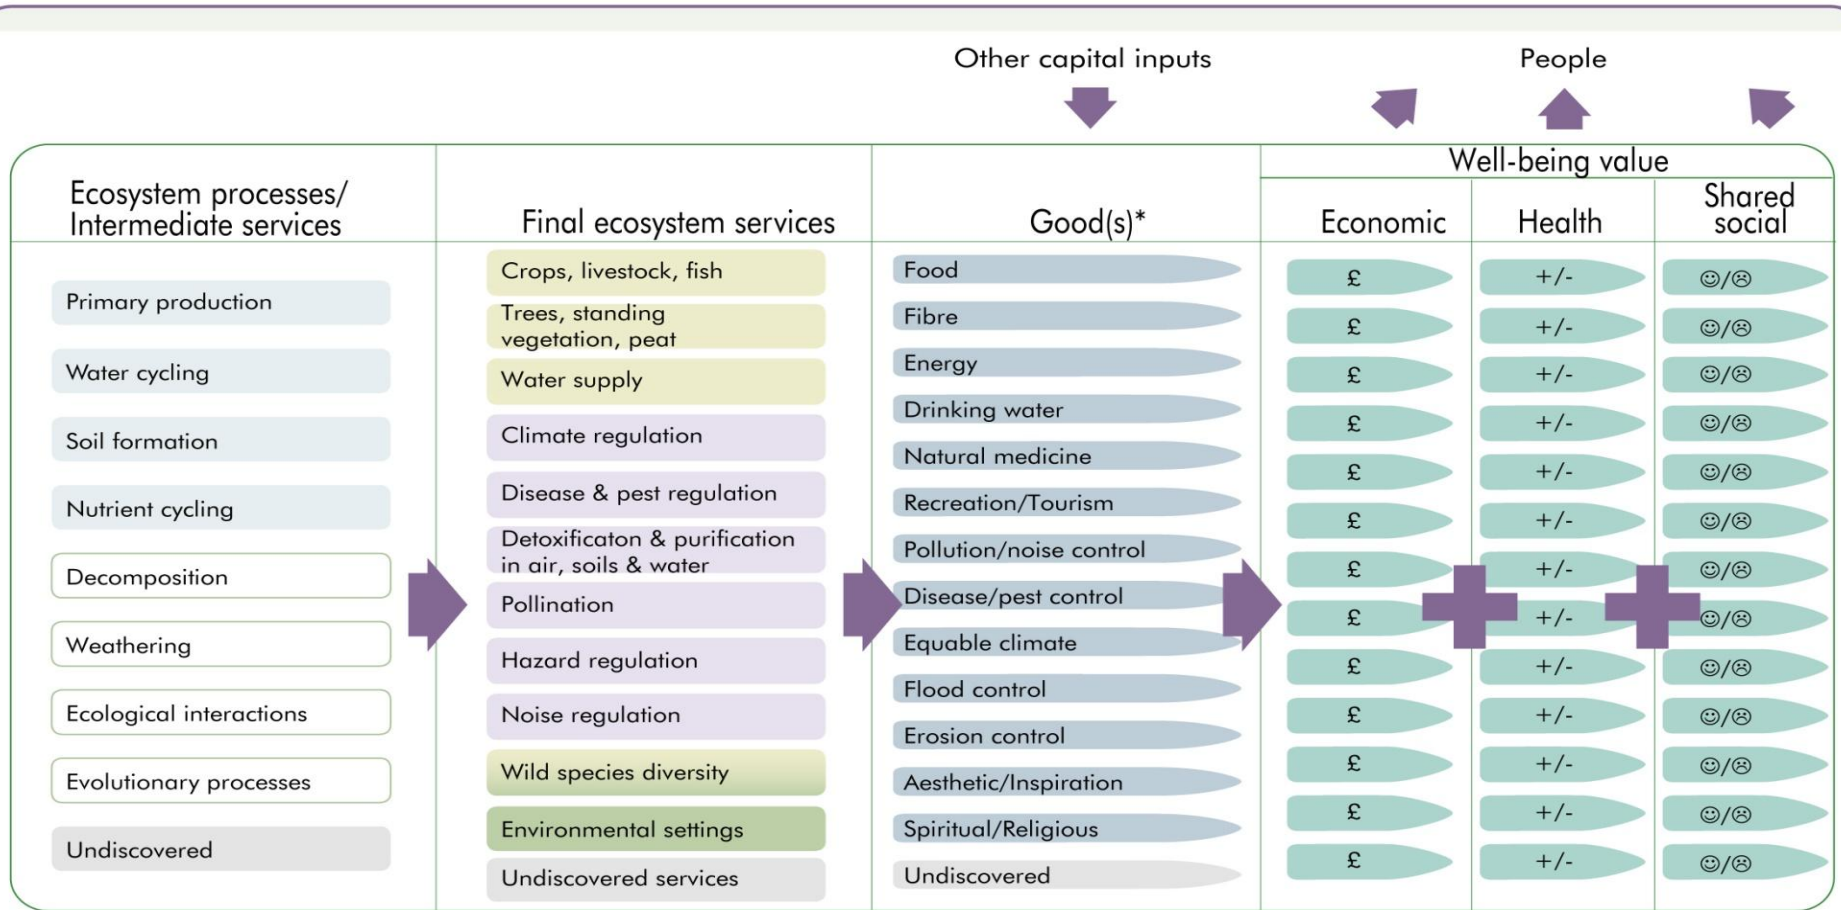 Other capital inputs
People
Well-being value
Ecosystem processes/
Intermediate services
Final ecosystem services
Good(s)*
Economic
Health
Shared
social
Primary production
Water cycling
Soil formation
Nutrient cycling
Decomposition
Weathering
Ecological interactions
Evolutionary processes
Undiscovered
Crops, livestock, fish
Trees, standing
vegetation, peat
Water supply
Climate regulation
Disease & pest regulation
Detoxificaton & purification
in air, soils & water
Pollination
Hazard regulation
Noise regulation
Wild species diversity
Environmental settings
Undiscovered services
Food
Fibre
Energy
Drinking water
Natural medicine
Recreation/Tourism
Pollution/noise control
Disease/pest control
Equable climate
Flood control
Erosion control
Aesthetic/Inspiration
Spiritual/Religious
Undiscovered
£ +/- ☺/☹
£ +/- ☺/☹
£ +/- ☺/☹
£ +/- ☺/☹
£ +/- ☺/☹
£ +/- ☺/☹
£ +/- ☺/☹
£ +/- ☺/☹
£ +/- ☺/☹
£ +/- ☺/☹
£ +/- ☺/☹
£ +/- ☺/☹
£ +/- ☺/☹